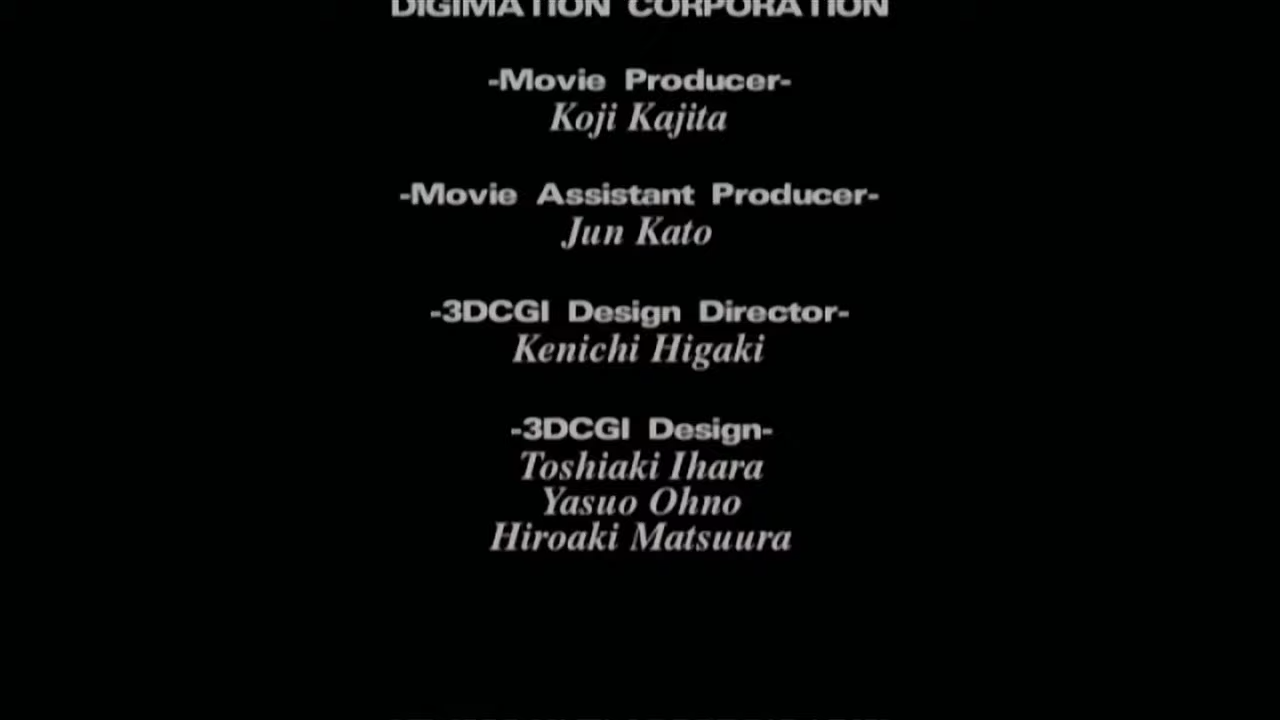 DIGIMATION CORPORATION
-Movie Producer-
Koji Kajita
-Movie Assistant Producer-
Jun Kato
-3DCGI Design Director-
Kenichi Higaki
-3DCGI Design-
Toshiaki Ihara
Yasuo Ohno
Hiroaki Matsuura